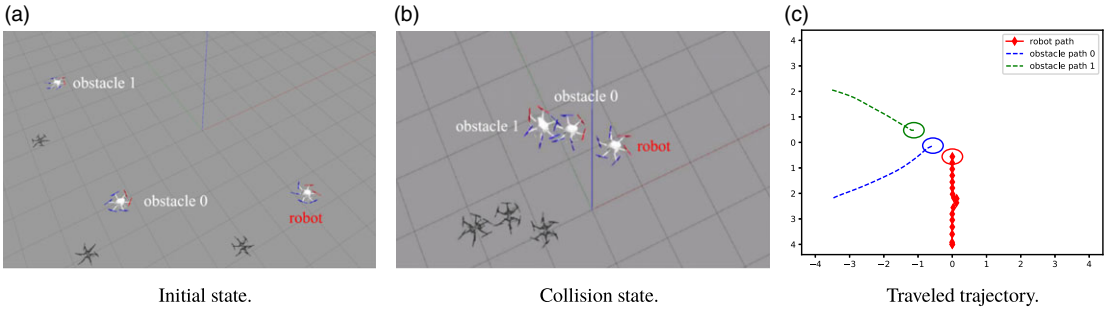 (a)
obstacle 1
obstacle 0
robot
Initial state.
(b)
obstacle 0
obstacle 1
robot
Collision state.
(c)
robot path
obstacle path 0
obstacle path 1
4
3
2
1
0
1
2
3
4
−4 −3 −2 −1 0 1 2 3 4
Traveled trajectory.